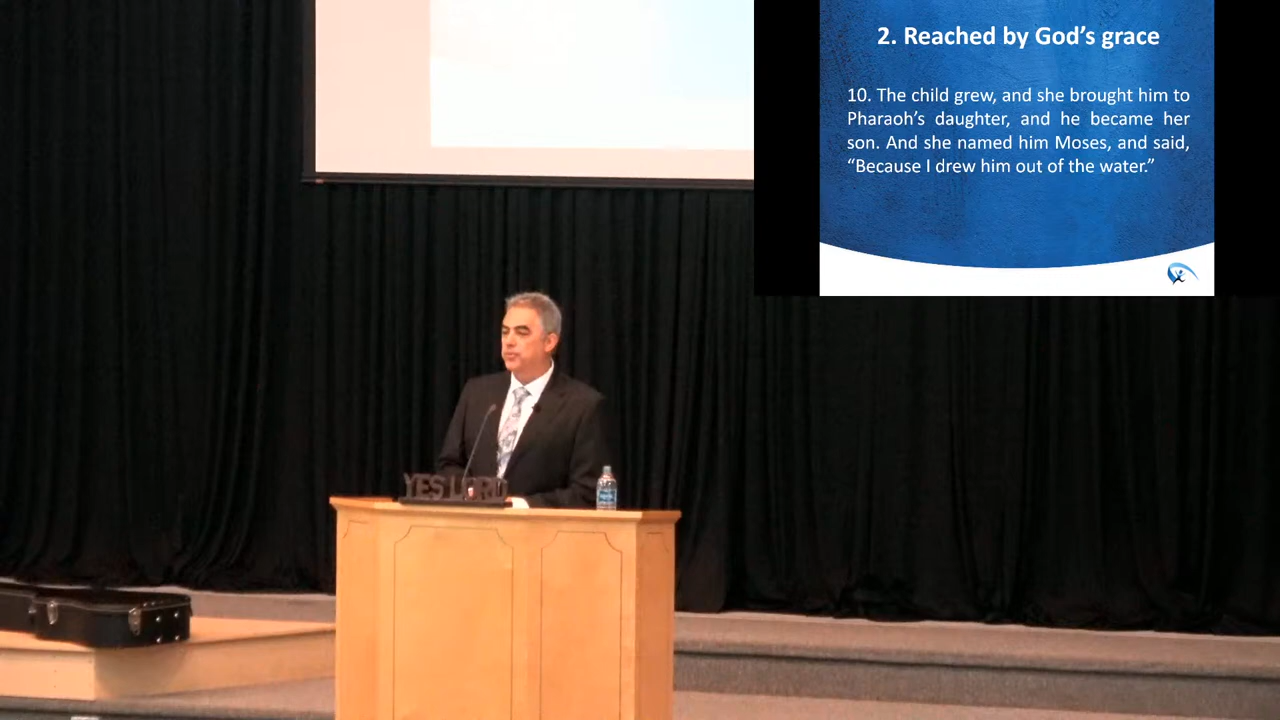 2. Reached by God’s grace
10. The child grew, and she brought him to
Pharaoh’s daughter, and he became her
son. And she named him Moses, and said,
“Because I drew him out of the water.”
YES LORD